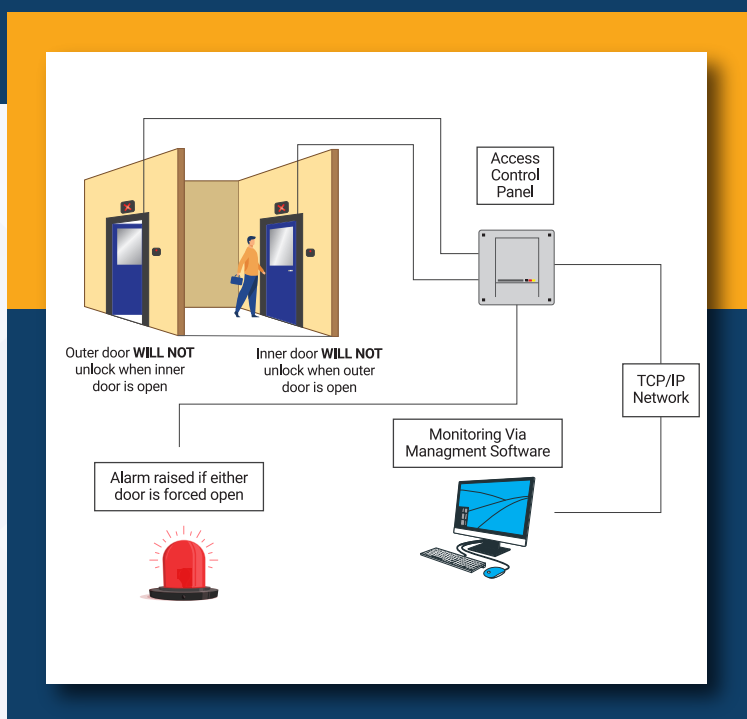 Access
Control
Panel
Outer door WILL NOT
unlock when inner
door is open
Inner door WILL NOT
unlock when outer
door is open
TCP/IP
Network
Monitoring Via
Managment Software
Alarm raised if either
door is forced open